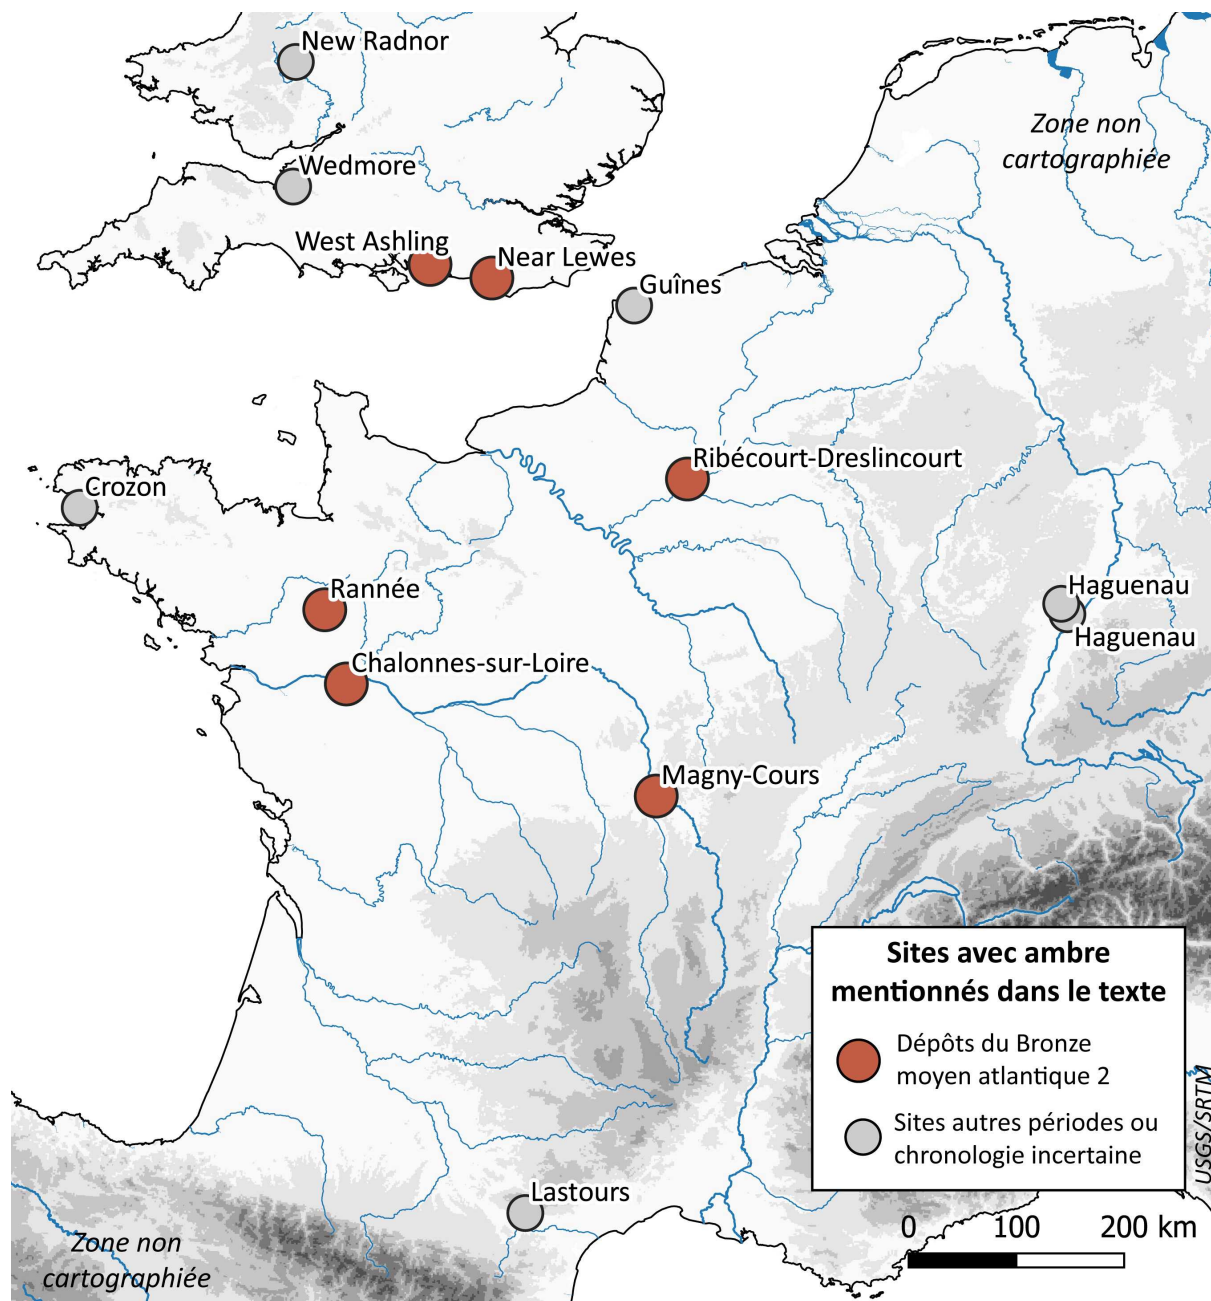 New Radnor
Zone non
cartographiée
Wedmore
West Ashling
Near Lewes
Guînes
Ribécourt-Dreslincourt
Crozon
Rannée
Haguenau
Haguenau
Chalonnes-sur-Loire
Magny-Cours
Sites avec ambre
mentionnés dans le texte
Dépôts du Bronze
moyen atlantique 2
Sites autres périodes ou
chronologie incertaine
USGS/SRTM
Lastours
0 100 200 km
Zone non
cartographiée